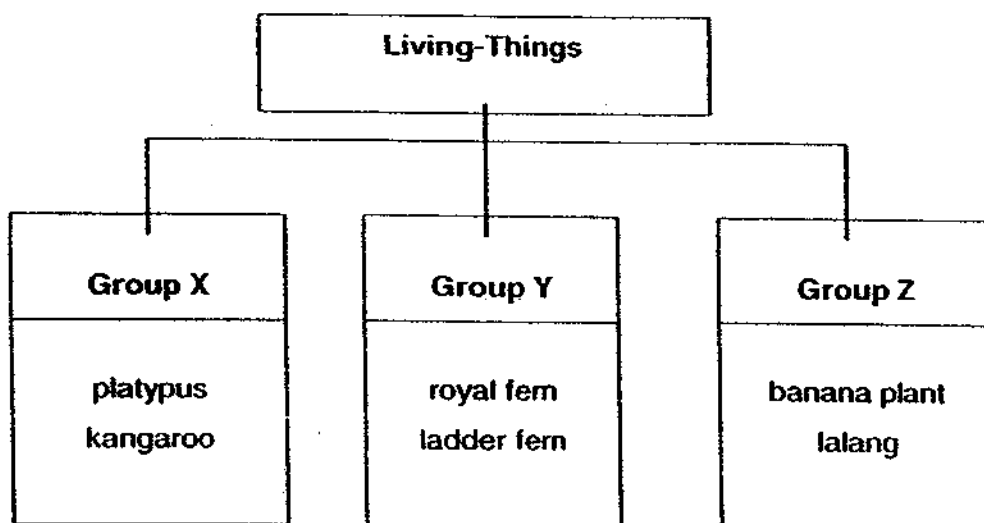 Living-Things
Group X
Group Y
Group Z
platypus
kangaroo
royal fern
ladder fern
banana plant
lalang